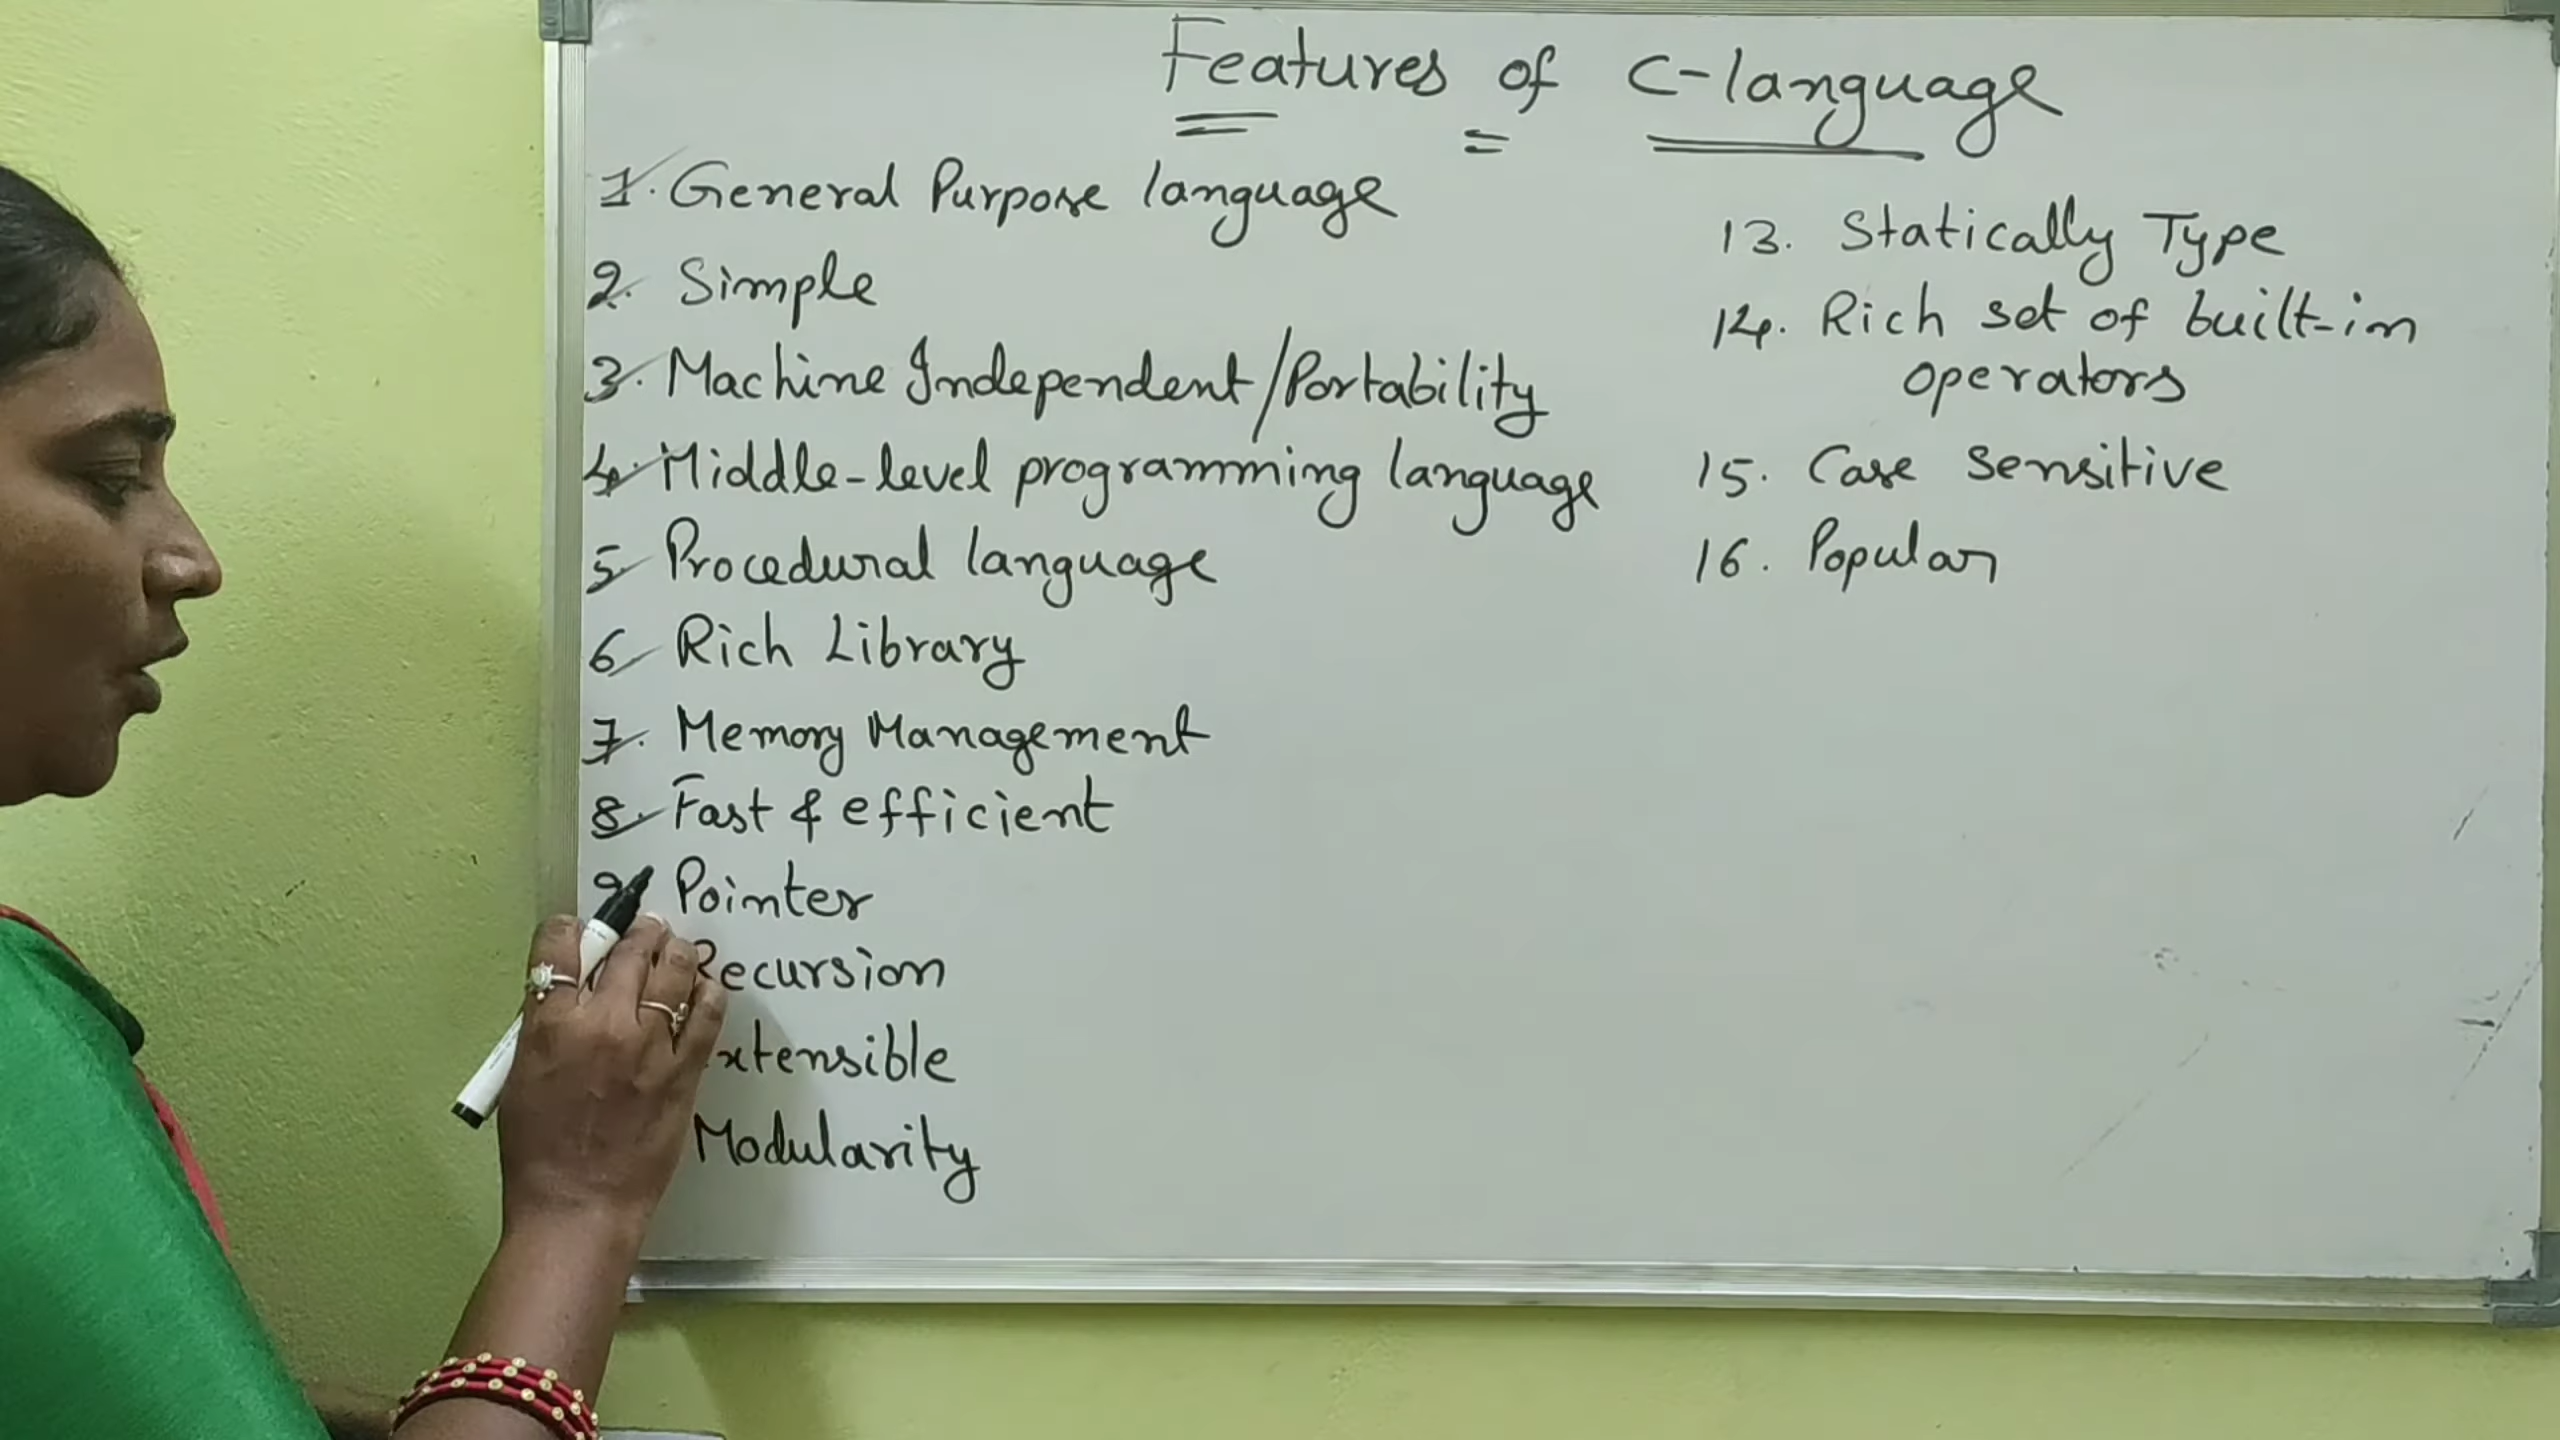 Features of C-language
1. General Purpose language
2. Simple
3. Machine Independent/Portability
4. Middle-level programming language
5. Procedural language
6. Rich Library
7. Memory Management
8. Fast & efficient
9. Pointer
Recursion
xtensible
Modularity
13. Statically Type
14. Rich set of built-in
operators
15. Case sensitive
16. Popular